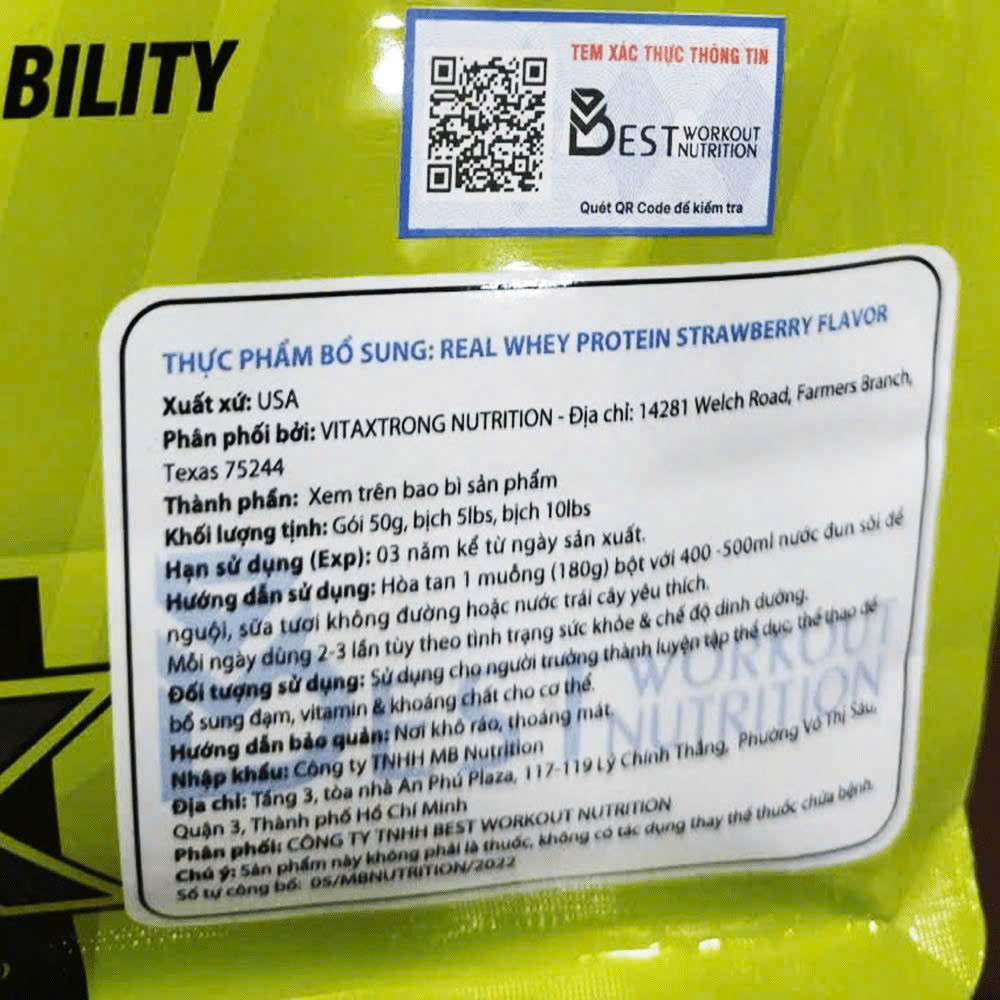 BILITY
TEM XÁC THỰC THÔNG TIN
BEST WORKOUT NUTRITION
Quét QR Code để kiểm tra
THỰC PHẨM BỔ SUNG: REAL WHEY PROTEIN STRAWBERRY FLAVOR
Xuất xứ: USA
Phân phối bởi: VITAXTRONG NUTRITION - Địa chỉ: 14281 Welch Road, Farmers Branch,
Texas 75244
Thành phần: Xem trên bao bì sản phẩm
Khối lượng tịnh: Gói 50g, bịch 5lbs, bịch 10lbs
Hạn sử dụng (Exp): 03 năm kể từ ngày sản xuất.
Hướng dẫn sử dụng: Hòa tan 1 muỗng (180g) bột với 400 -500ml nước đun sôi để
nguội, sữa tươi không đường hoặc nước trái cây yêu thích.
Mỗi ngày dùng 2-3 lần tùy theo tình trạng sức khỏe & chế độ dinh dưỡng.
Đối tượng sử dụng: Sử dụng cho người trưởng thành luyện tập thể dục, thể thao để
bổ sung đạm, vitamin & khoáng chất cho cơ thể.
Hướng dẫn bảo quản: Nơi khô ráo, thoáng mát
Nhập khẩu: Công ty TNHH MB Nutrition
Địa chỉ: Tầng 3, tòa nhà An Phú Plaza, 117-119 Lý Chính Thắng, Phường Võ Thị Sáu,
Quận 3, Thành phố Hồ Chí Minh
Phân phối: CÔNG TY TNHH BEST WORKOUT NUTRITION
Chú ý: Sản phẩm này không phải là thuốc, không có tác dụng thay thế thuốc chữa bệnh.
Số tự công bố: 05/MBNUTRITION/2022
BEST WORKOUT NUTRITION